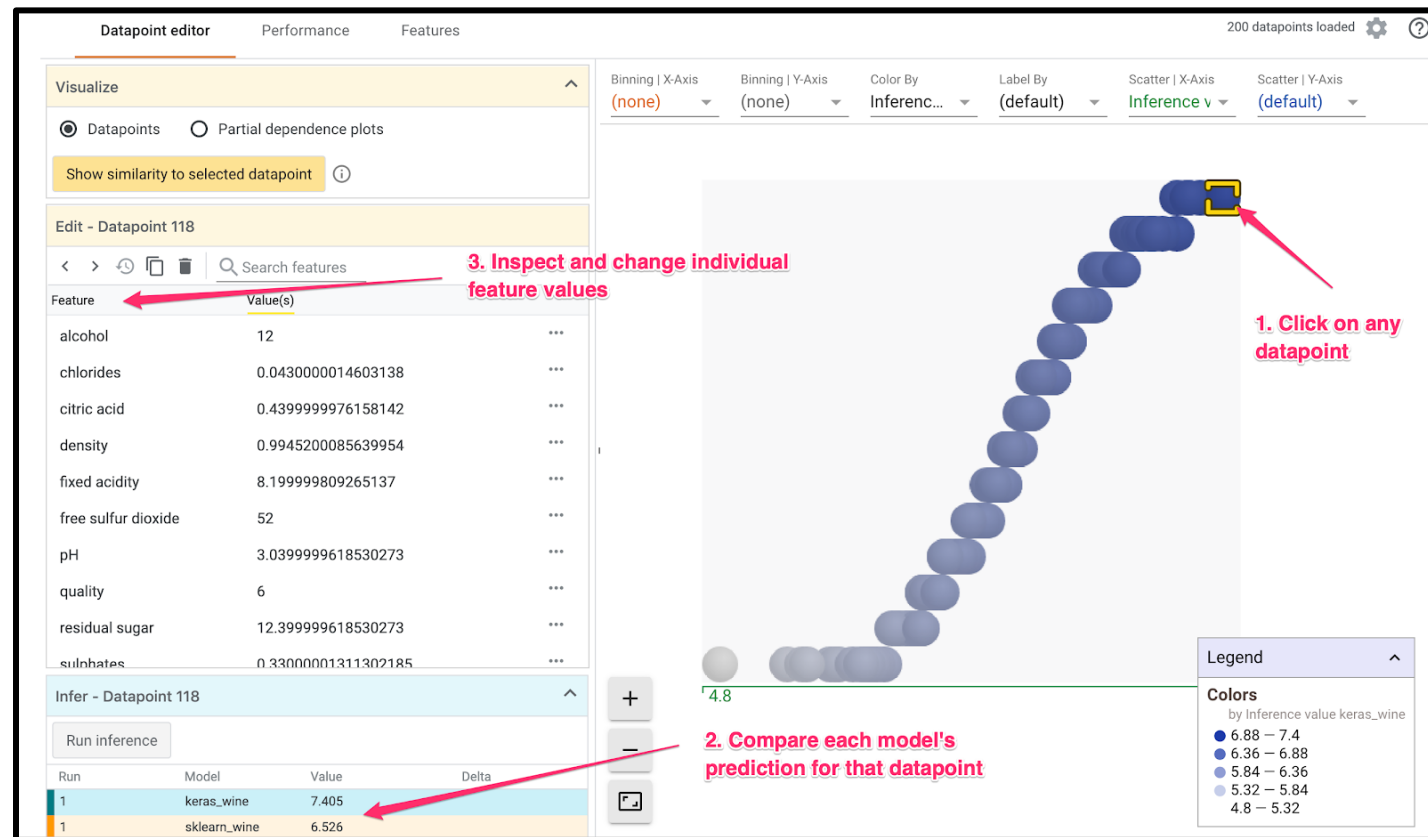 Datapoint editor Performance Features
200 datapoints loaded
Visualize
Datapoints Partial dependence plots
Show similarity to selected datapoint
Edit - Datapoint 118
Search features
Feature Value(s)
alcohol 12
chlorides 0.0430000014603138
citric acid 0.4399999976158142
density 0.9945200085639954
fixed acidity 8.199999809265137
free sulfur dioxide 52
pH 3.0399999618530273
quality 6
residual sugar 12.399999618530273
sulphates 0.33000001311302185
Infer - Datapoint 118
Run inference
Run Model Value Delta
1 keras_wine 7.405
1 sklearn_wine 6.526
Binning | X-Axis Binning | Y-Axis Color By Label By Scatter | X-Axis Scatter | Y-Axis
(none) (none) Inferenc... (default) Inference v (default)
3. Inspect and change individual
feature values
1. Click on any
datapoint
4.8
2. Compare each model's
prediction for that datapoint
Legend
Colors
by Inference value keras_wine
6.88 – 7.4
6.36 – 6.88
5.84 – 6.36
5.32 – 5.84
4.8 – 5.32